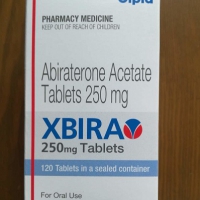 Cipla
PHARMACY MEDICINE
KEEP OUT OF REACH OF CHILDREN
Abiraterone Acetate
Tablets 250 mg
XBIRA
250mg Tablets
120 Tablets in a sealed container
For Oral Use